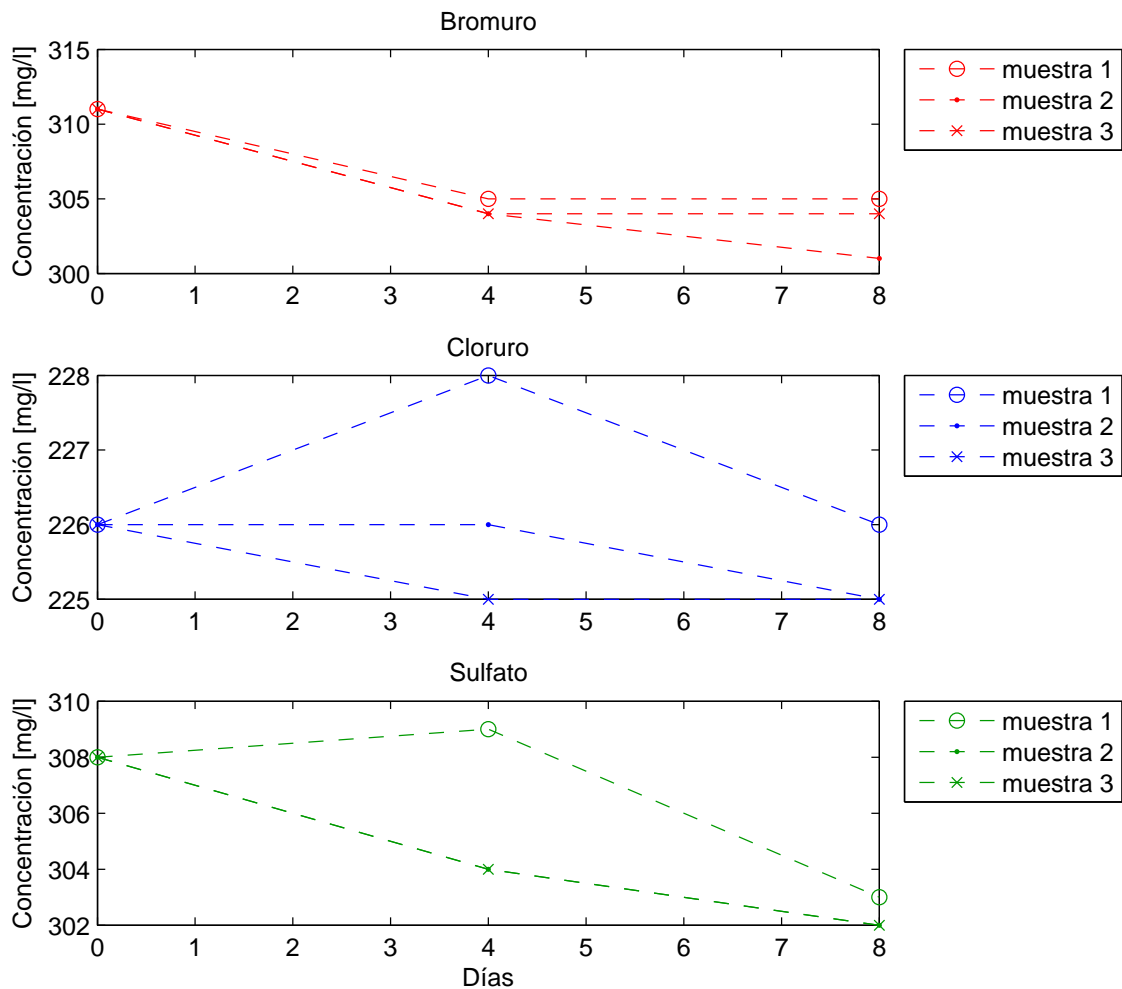 Bromuro
Concentración [mg/l]
315
310
305
300
0 1 2 3 4 5 6 7 8
muestra 1
muestra 2
muestra 3
Cloruro
Concentración [mg/l]
228
227
226
225
0 1 2 3 4 5 6 7 8
muestra 1
muestra 2
muestra 3
Sulfato
Concentración [mg/l]
310
308
306
304
302
0 1 2 3 4 5 6 7 8
Días
muestra 1
muestra 2
muestra 3